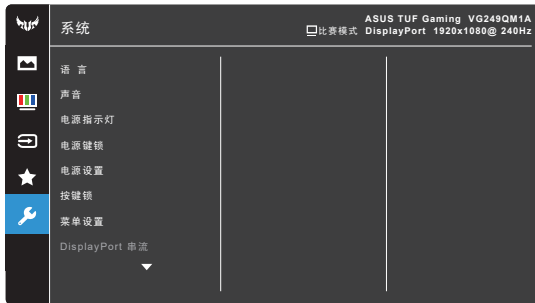 系统
ASUS TUF Gaming VG249QM1A
比赛模式 DisplayPort 1920x1080@ 240Hz
语言
声音
电源指示灯
电源键锁
电源设置
按键锁
菜单设置
DisplayPort 串流